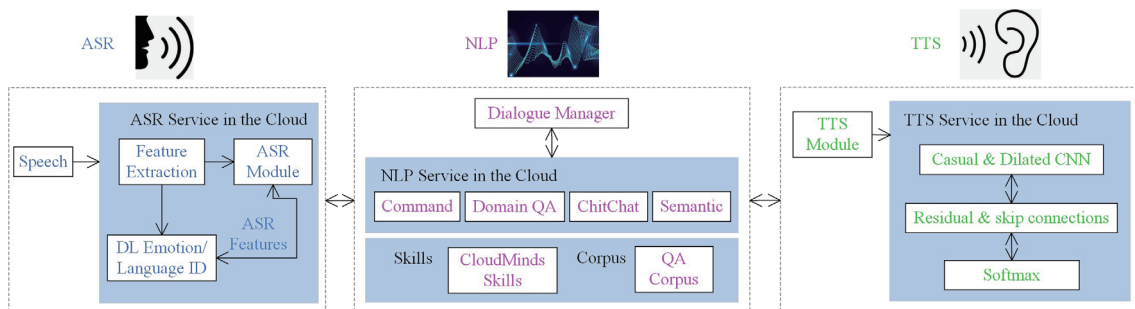 ASR
NLP
TTS
ASR Service in the Cloud
Speech
Feature
Extraction
ASR
Module
ASR
Features
DL Emotion/
Language ID
Dialogue Manager
NLP Service in the Cloud
Command
Domain QA
ChitChat
Semantic
Skills
CloudMinds
Skills
Corpus
QA
Corpus
TTS
Module
TTS Service in the Cloud
Casual & Dilated CNN
Residual & skip connections
Softmax